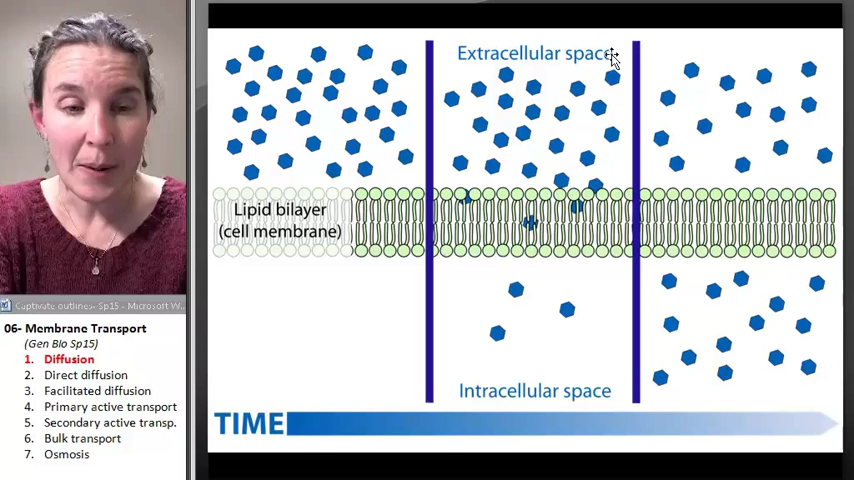 Extracellular space
Lipid bilayer
(cell membrane)
Intracellular space
TIME
Captivate outlines- Sp15 - Microsoft W...
06- Membrane Transport
(Gen Bio Sp15)
1. Diffusion
2. Direct diffusion
3. Facilitated diffusion
4. Primary active transport
5. Secondary active transp.
6. Bulk transport
7. Osmosis